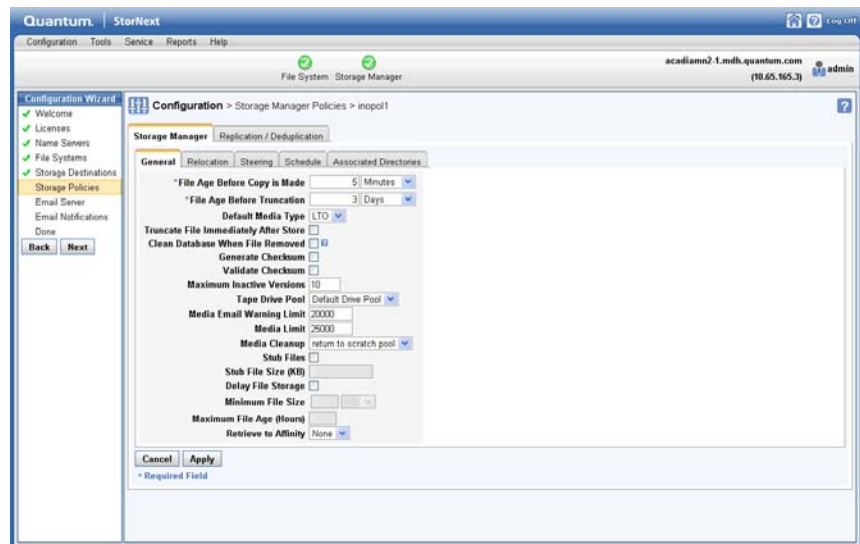 Quantum. StorNext
Log Off
Configuration Tools Service Reports Help
File System Storage Manager
acadiamn2-1.mdh.quantum.com
(10.65.165.3)
admin
Configuration Wizard
Welcome
Licenses
Name Servers
File Systems
Storage Destinations
Storage Policies
Email Server
Email Notifications
Done
Back Next
Configuration > Storage Manager Policies > inopol1
Storage Manager Replication / Deduplication
General Relocation Steering Schedule Associated Directories
*File Age Before Copy is Made 5 Minutes
*File Age Before Truncation 3 Days
Default Media Type LTO
Truncate File Immediately After Store
Clean Database When File Removed
Generate Checksum
Validate Checksum
Maximum Inactive Versions 10
Tape Drive Pool Default Drive Pool
Media Email Warning Limit 20000
Media Limit 25000
Media Cleanup return to scratch pool
Stub Files
Stub File Size (KB)
Delay File Storage
Minimum File Size
Maximum File Age (Hours)
Retrieve to Affinity None
Cancel Apply
* Required Field